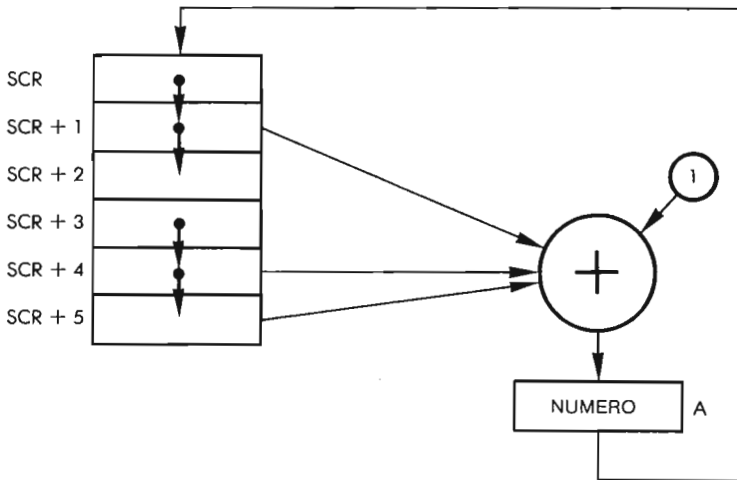 SCR
SCR + 1
SCR + 2
SCR + 3
SCR + 4
SCR + 5
1
+
NUMERO
A